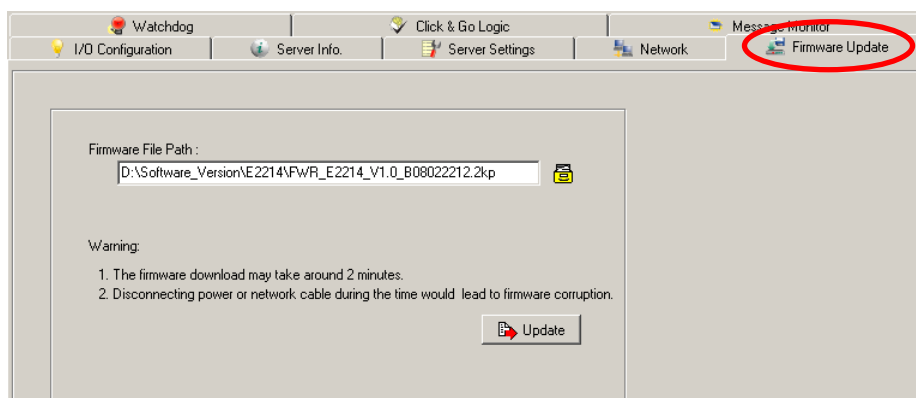 Watchdog
Click & Go Logic
Message Monitor
I/O Configuration
Server Info.
Server Settings
Network
Firmware Update
Firmware File Path :
D:\Software_Version\E2214\FWR_E2214_V1.0_B08022212.2kp
Warning:
1. The firmware download may take around 2 minutes.
2. Disconnecting power or network cable during the time would lead to firmware corruption.
Update